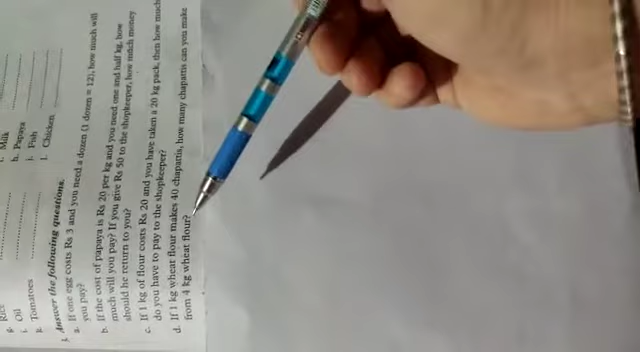 Rice
g. Oil
i. Tomatoes
k.
f. Milk
h. Papaya
j. Fish
l. Chicken
3. Answer the following questions.
a. If one egg costs Rs 3 and you need a dozen (1 dozen = 12), how much will
you pay?
b. If the cost of papaya is Rs 20 per kg and you need one and half kg, how
much will you pay? If you give Rs 50 to the shopkeeper, how much money
should he return to you?
c. If 1 kg of flour costs Rs 20 and you have taken a 20 kg pack, then how much
do you have to pay to the shopkeeper?
d. If 1 kg wheat flour makes 40 chapattis, how many chapattis can you make
from 4 kg wheat flour?